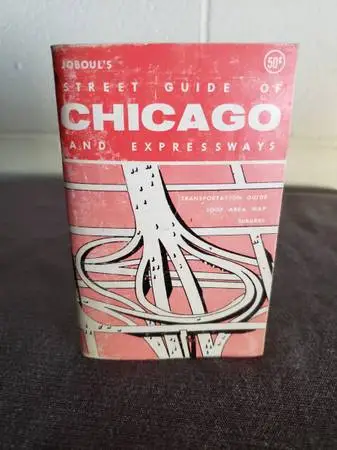 JOBOUL'S
50¢
STREET GUIDE OF
CHICAGO
AND EXPRESSWAYS
TRANSPORTATION GUIDE
LOOP AREA MAP
SUBURBS